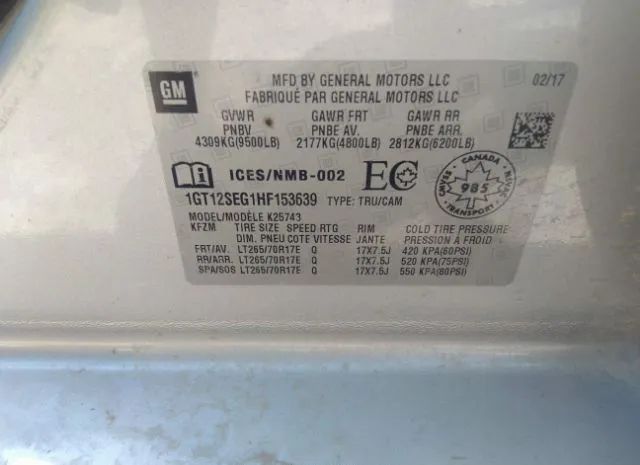 GM
MFD BY GENERAL MOTORS LLC 02/17
FABRIQUÉ PAR GENERAL MOTORS LLC
GVWR GAWR FRT GAWR RR
PNBV PNBE AV. PNBE ARR.
4309KG(9500LB) 2177KG(4800LB) 2812KG(6200LB)
ICES/NMB-002 EC
CANADA
CMVSS 985 NSVAC
TRANSPORT
1GT12SEG1HF153639 TYPE: TRU/CAM
MODEL/MODÈLE K25743
KFZM TIRE SIZE SPEED RTG RIM COLD TIRE PRESSURE
DIM. PNEU COTE VITESSE JANTE PRESSION A FROID
FRT/AV. LT265/70R17E Q 17X7.5J 420 KPA(60PSI)
RR/ARR. LT265/70R17E Q 17X7.5J 520 KPA(75PSI)
SPA/SOS LT265/70R17E Q 17X7.5J 550 KPA(80PSI)